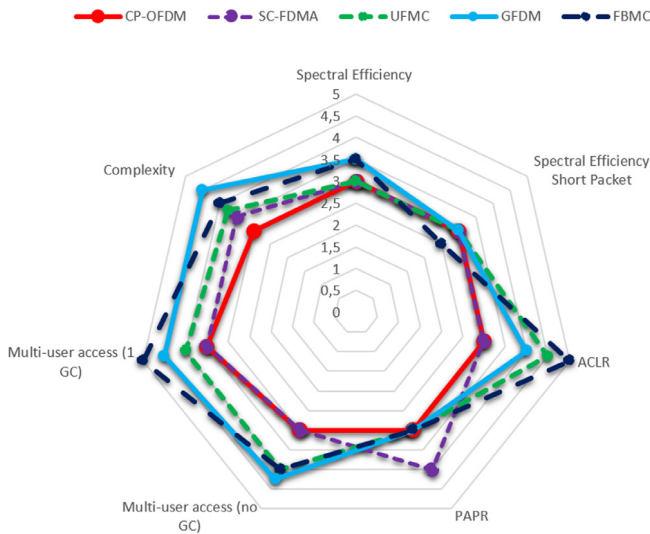 CP-OFDM SC-FDMA UFMC GFDM FBMC
Spectral Efficiency
5
4,5
4
3,5
3
2,5
2
1,5
1
0,5
0
Spectral Efficiency
Short Packet
ACLR
PAPR
Multi-user access (no
GC)
Multi-user access (1
GC)
Complexity